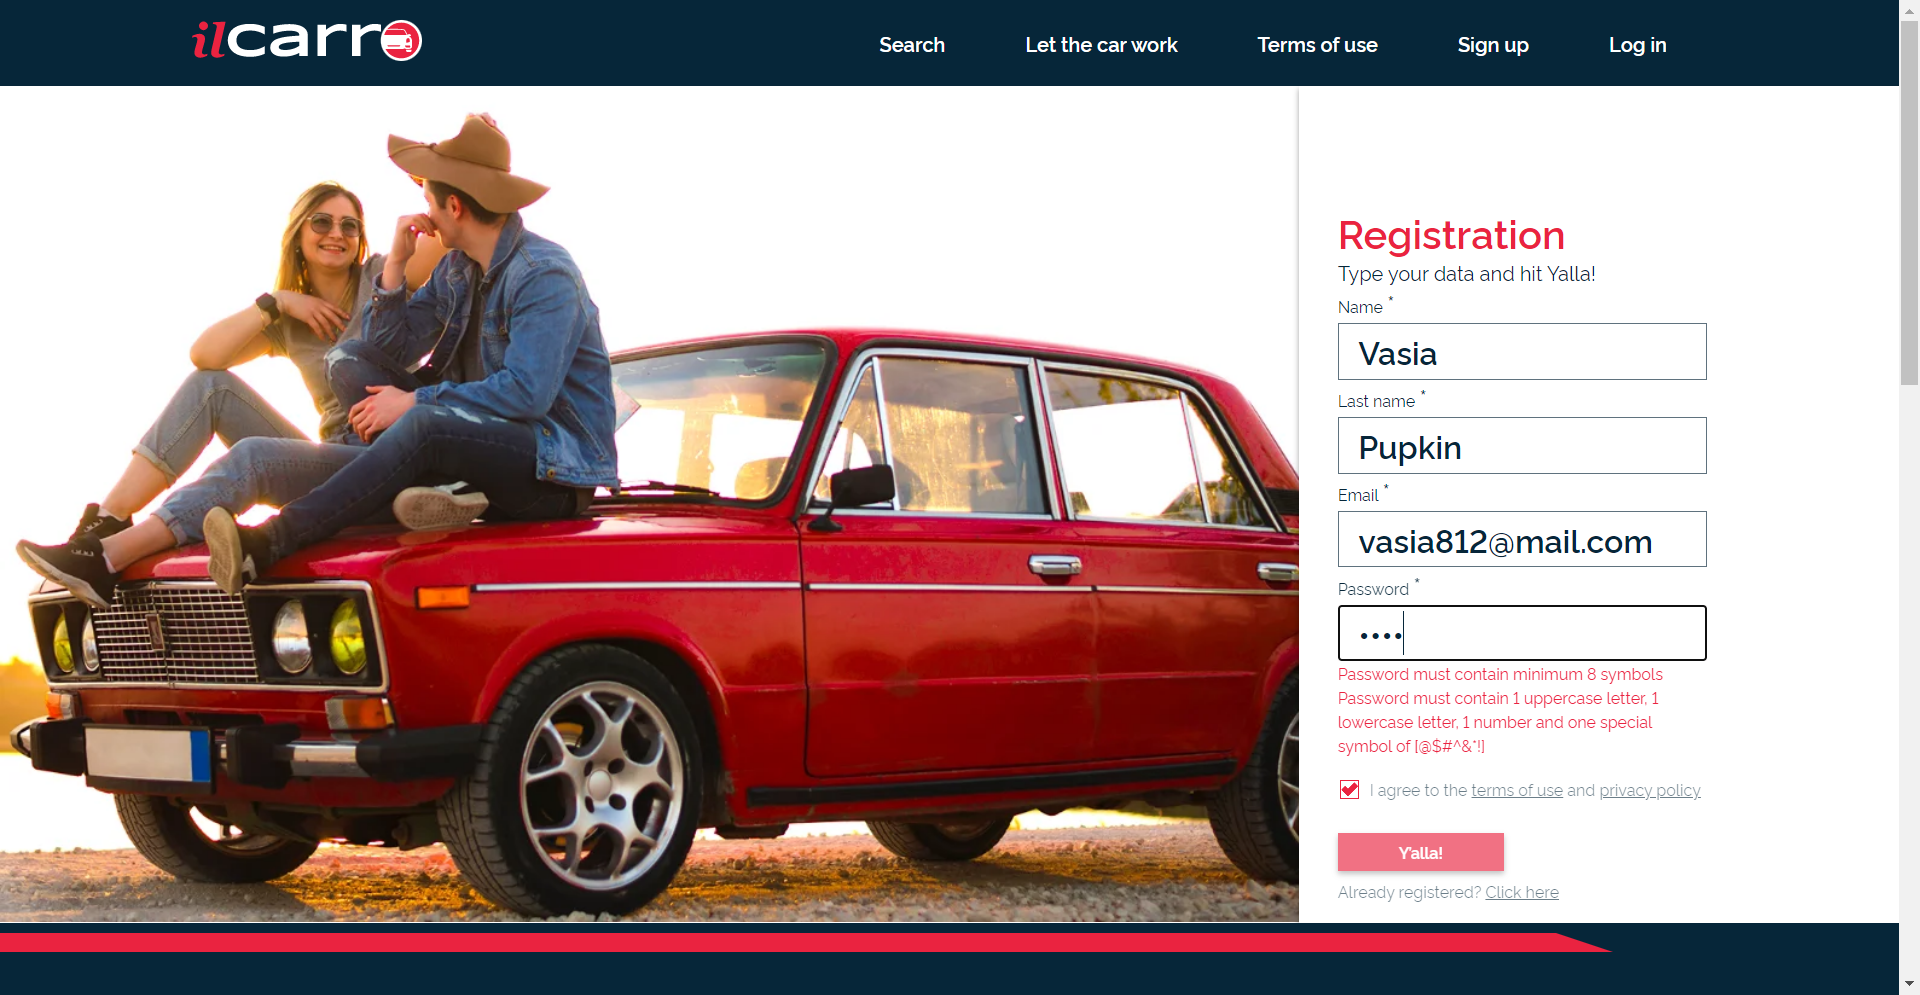 ilcarro
Search
Let the car work
Terms of use
Sign up
Log in
Registration
Type your data and hit Yalla!
Name *
Vasia
Last name *
Pupkin
Email *
vasia812@mail.com
Password *
••••
Password must contain minimum 8 symbols
Password must contain 1 uppercase letter, 1
lowercase letter, 1 number and one special
symbol of [@$#^&*!]
I agree to the terms of use and privacy policy
Y'alla!
Already registered? Click here